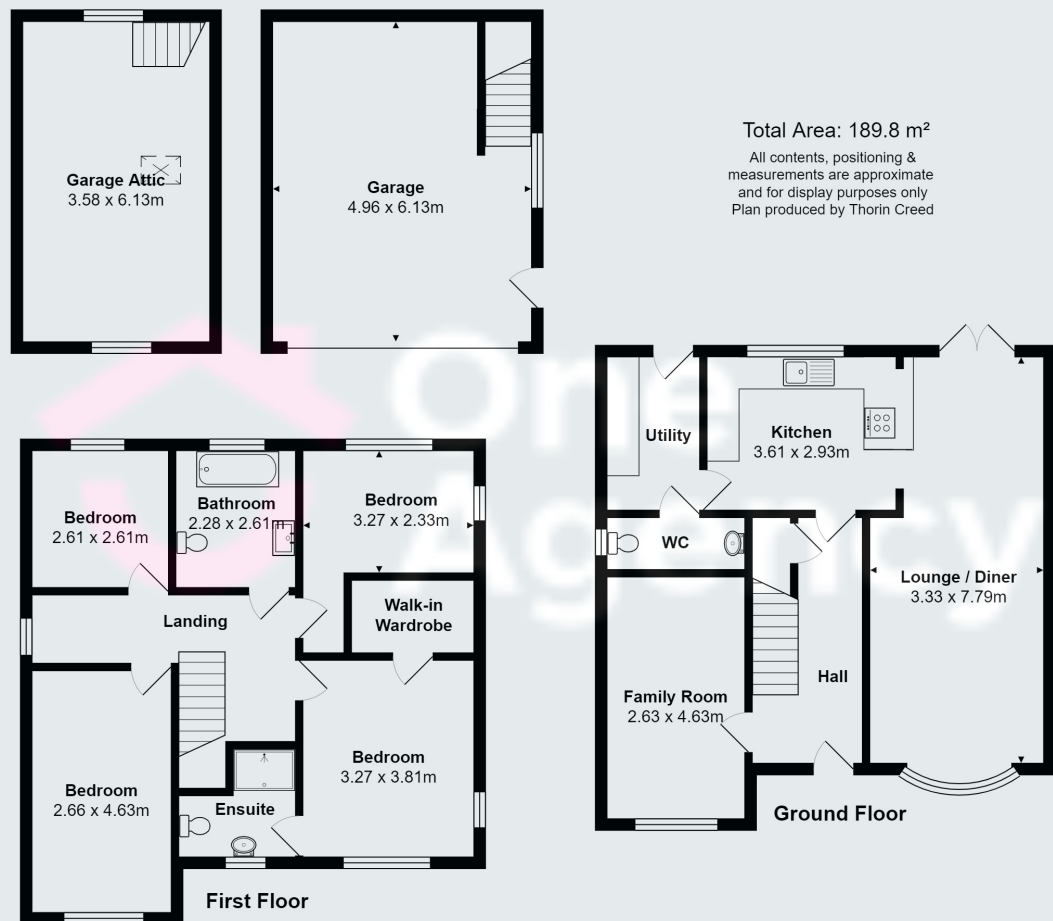 Total Area: 189.8 m²
All contents, positioning &
measurements are approximate
and for display purposes only
Plan produced by Thorin Creed
Garage Attic
3.58 x 6.13m
Garage
4.96 x 6.13m
One
Agency
Utility
Kitchen
3.61 x 2.93m
WC
Lounge / Diner
3.33 x 7.79m
Family Room
2.63 x 4.63m
Hall
Ground Floor
Bedroom
2.61 x 2.61m
Bathroom
2.28 x 2.61m
Bedroom
3.27 x 2.33m
Landing
Walk-in
Wardrobe
Bedroom
2.66 x 4.63m
Ensuite
Bedroom
3.27 x 3.81m
First Floor